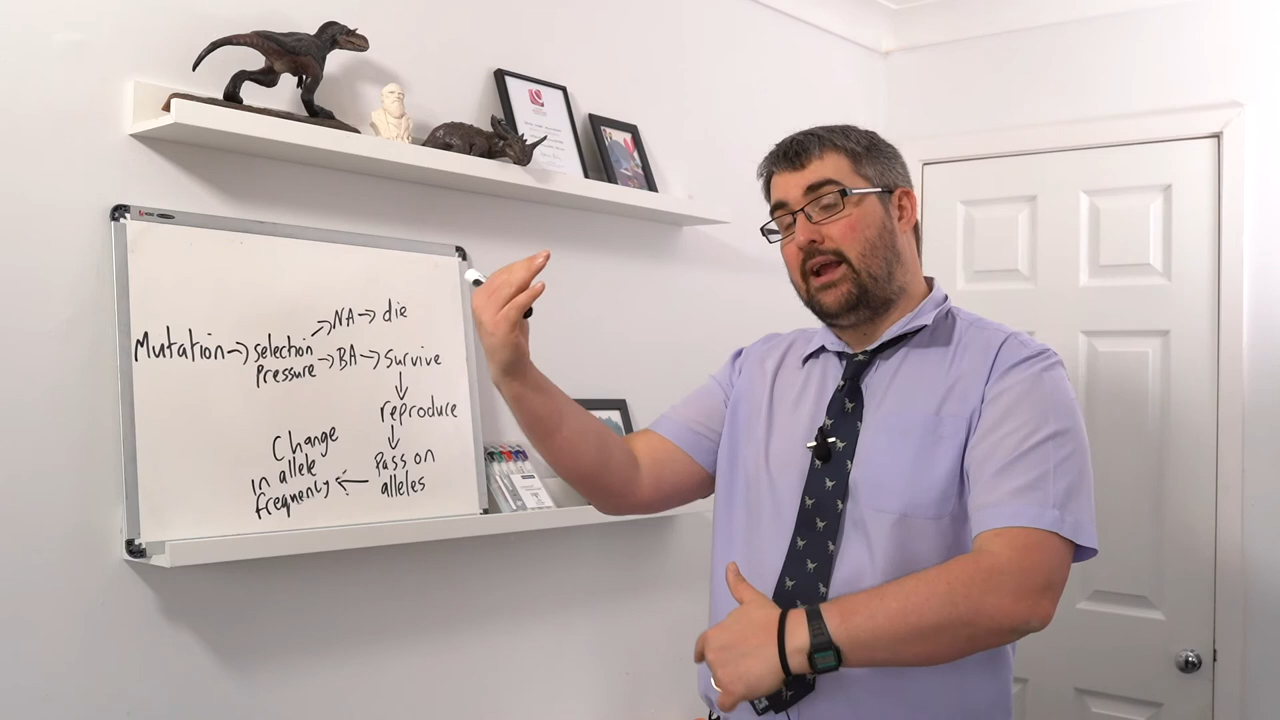 Mutation → selection pressure
→ NA → die
→ BA → Survive
↓
reproduce
↓
Pass on
alleles
←
Change
in allele
frequency